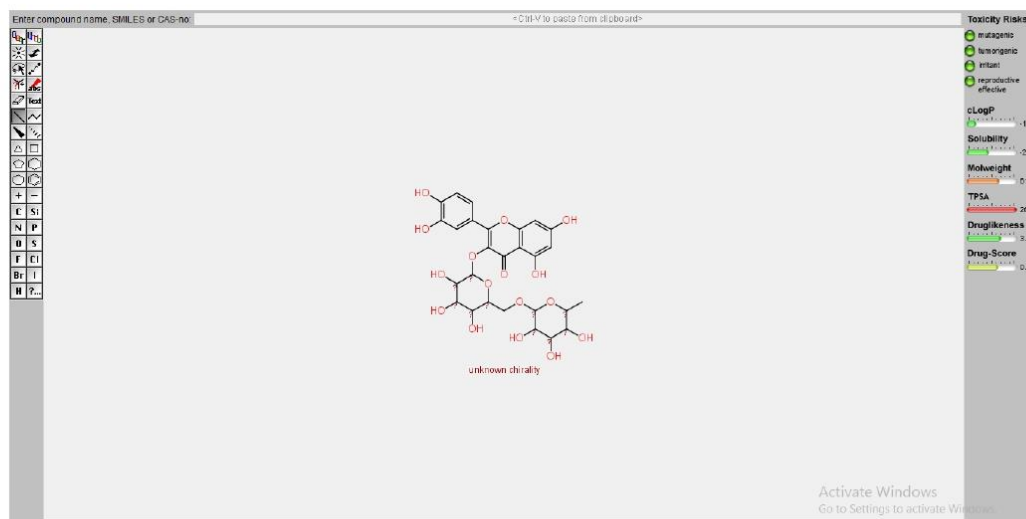 Enter compound name, SMILES or CAS-no:
<Ctrl-V to paste from clipboard>
Toxicity Risks
mutagenic
tumorigenic
irritant
reproductive
effective
cLogP
-1
Solubility
-2
Molweight
TPSA
Druglikeness
Drug-Score
Text
+ -
C Si
N P
O S
F Cl
Br I
H ?...
HO
HO
O
OH
O
O
OH
HO
O
HO
OH
O
O
HO
OH
OH
unknown chirality
Activate Windows
Go to Settings to activate Windows.